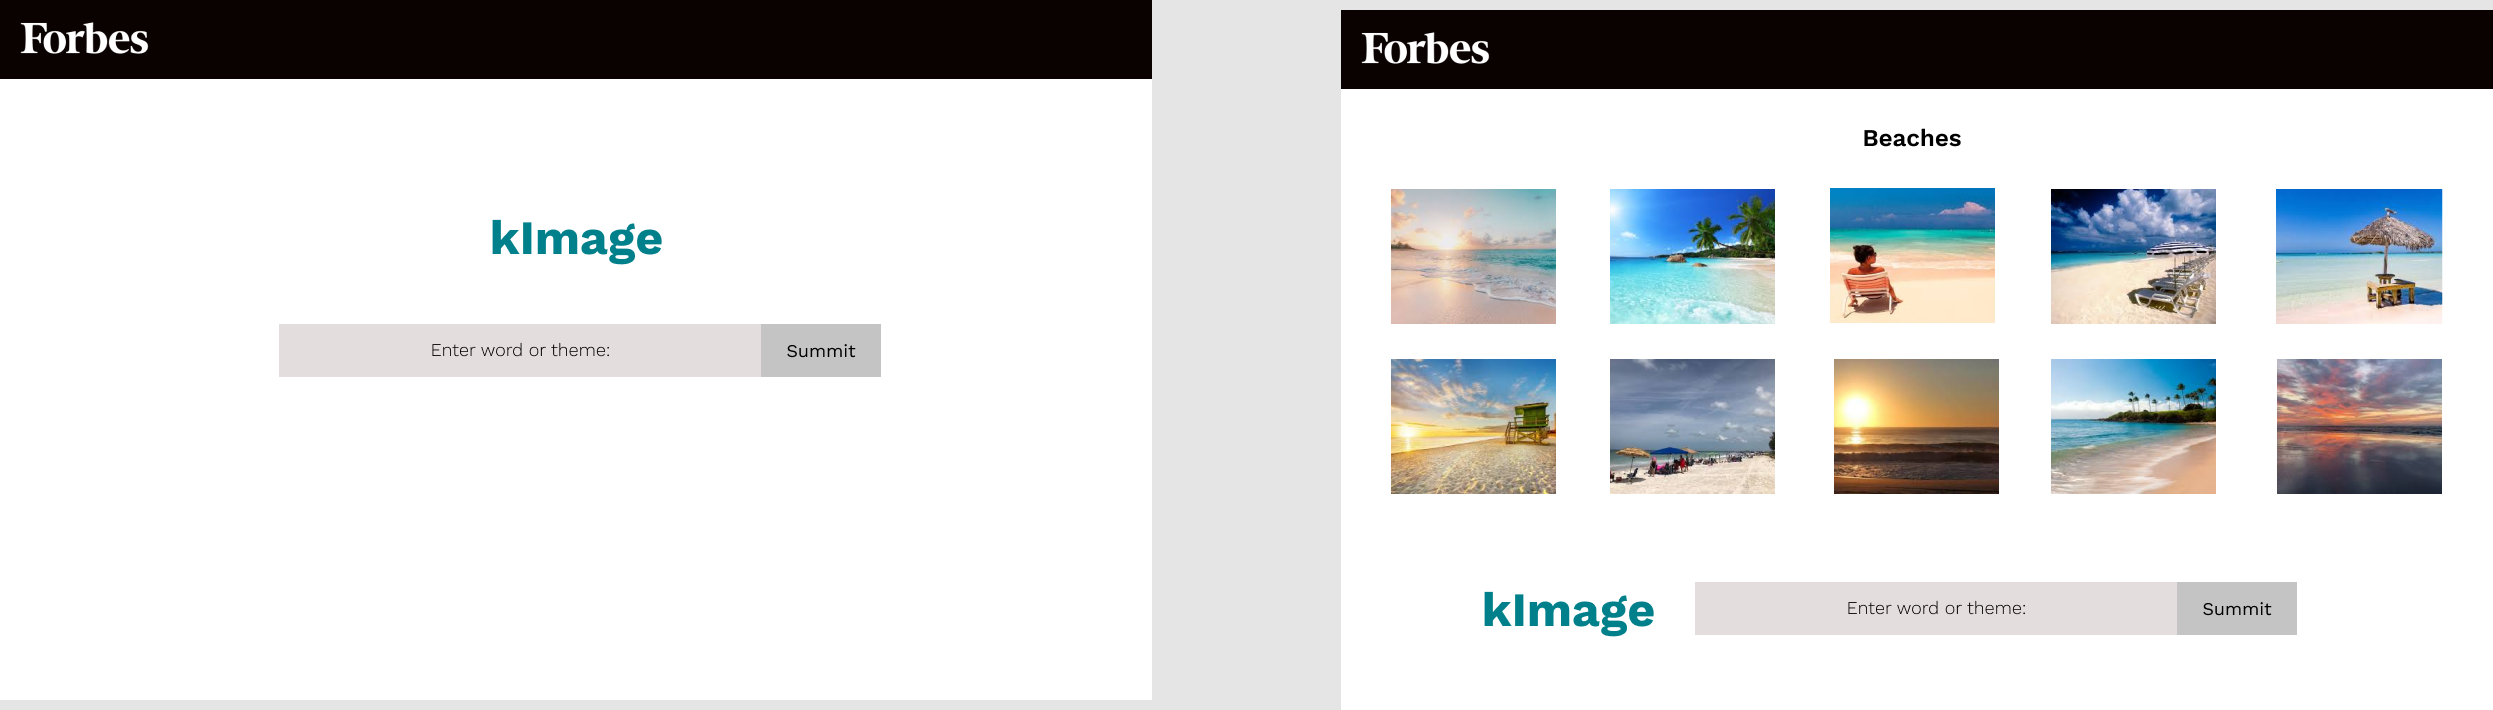 Forbes
kImage
Enter word or theme:
Summit
Forbes
Beaches
kImage
Enter word or theme:
Summit